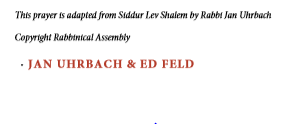 This prayer is adapted from Siddur Lev Shalem by Rabbi Jan Uhrbach
Copyright Rabbinical Assembly
· JAN UHRBACH & ED FELD